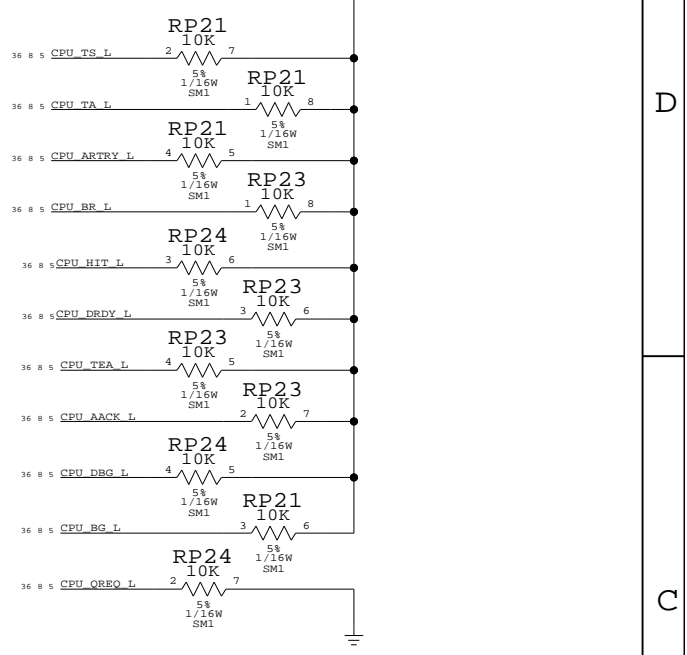 RP21
10K
36 8 5 CPU_TS_L 2 7
5%
1/16W
SM1
RP21
10K
36 8 5 CPU_TA_L 1 8
5%
1/16W
SM1
D
RP21
10K
36 8 5 CPU_ARTRY_L 4 5
5%
1/16W
SM1
RP23
10K
36 8 5 CPU_BR_L 1 8
5%
1/16W
SM1
RP24
10K
36 8 5 CPU_HIT_L 3 6
5%
1/16W
SM1
RP23
10K
36 8 5 CPU_DRDY_L 3 6
5%
1/16W
SM1
RP23
10K
36 8 5 CPU_TEA_L 4 5
5%
1/16W
SM1
RP23
10K
36 8 5 CPU_AACK_L 2 7
5%
1/16W
SM1
RP24
10K
36 8 5 CPU_DBG_L 4 5
5%
1/16W
SM1
RP21
10K
36 8 5 CPU_BG_L 3 6
5%
1/16W
SM1
RP24
10K
36 8 5 CPU_QREQ_L 2 7
5%
1/16W
SM1
C